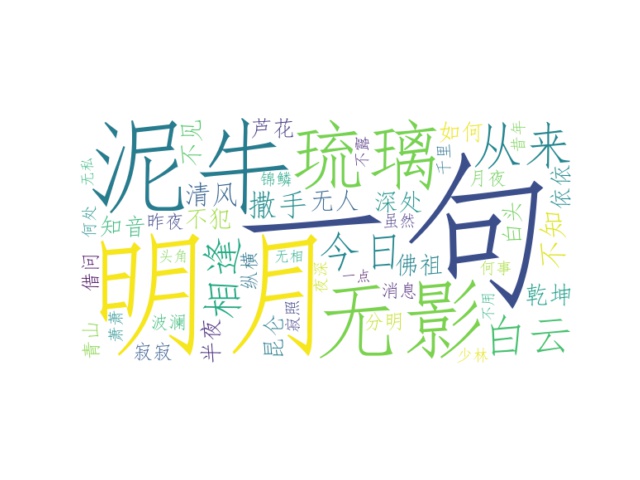 泥牛
不见
芦花
琉璃
不露
千里
如何
从来
昔年
无私
清风
锦鳞
撒手
无人
深处
月夜
依依
何处
知音
昨夜
不犯
一句
虽然
白头
不知
借问
明月
头角
相逢
纵横
无相
今日
佛祖
何事
夜深
一点
消息
不用
乾坤
青山
萧萧
波澜
寂寂
半夜
昆仑
寂照
无影
分明
少林
白云